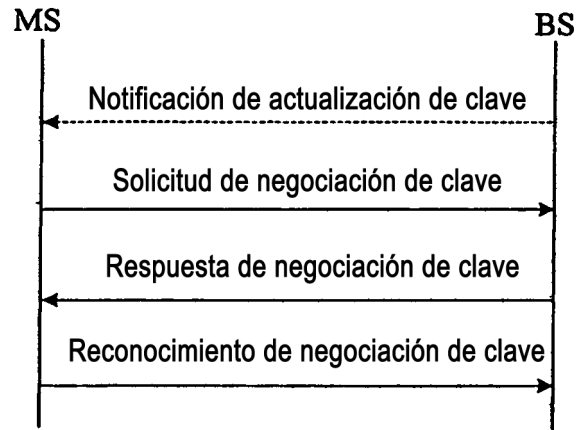 MS
BS
Notificación de actualización de clave
Solicitud de negociación de clave
Respuesta de negociación de clave
Reconocimiento de negociación de clave